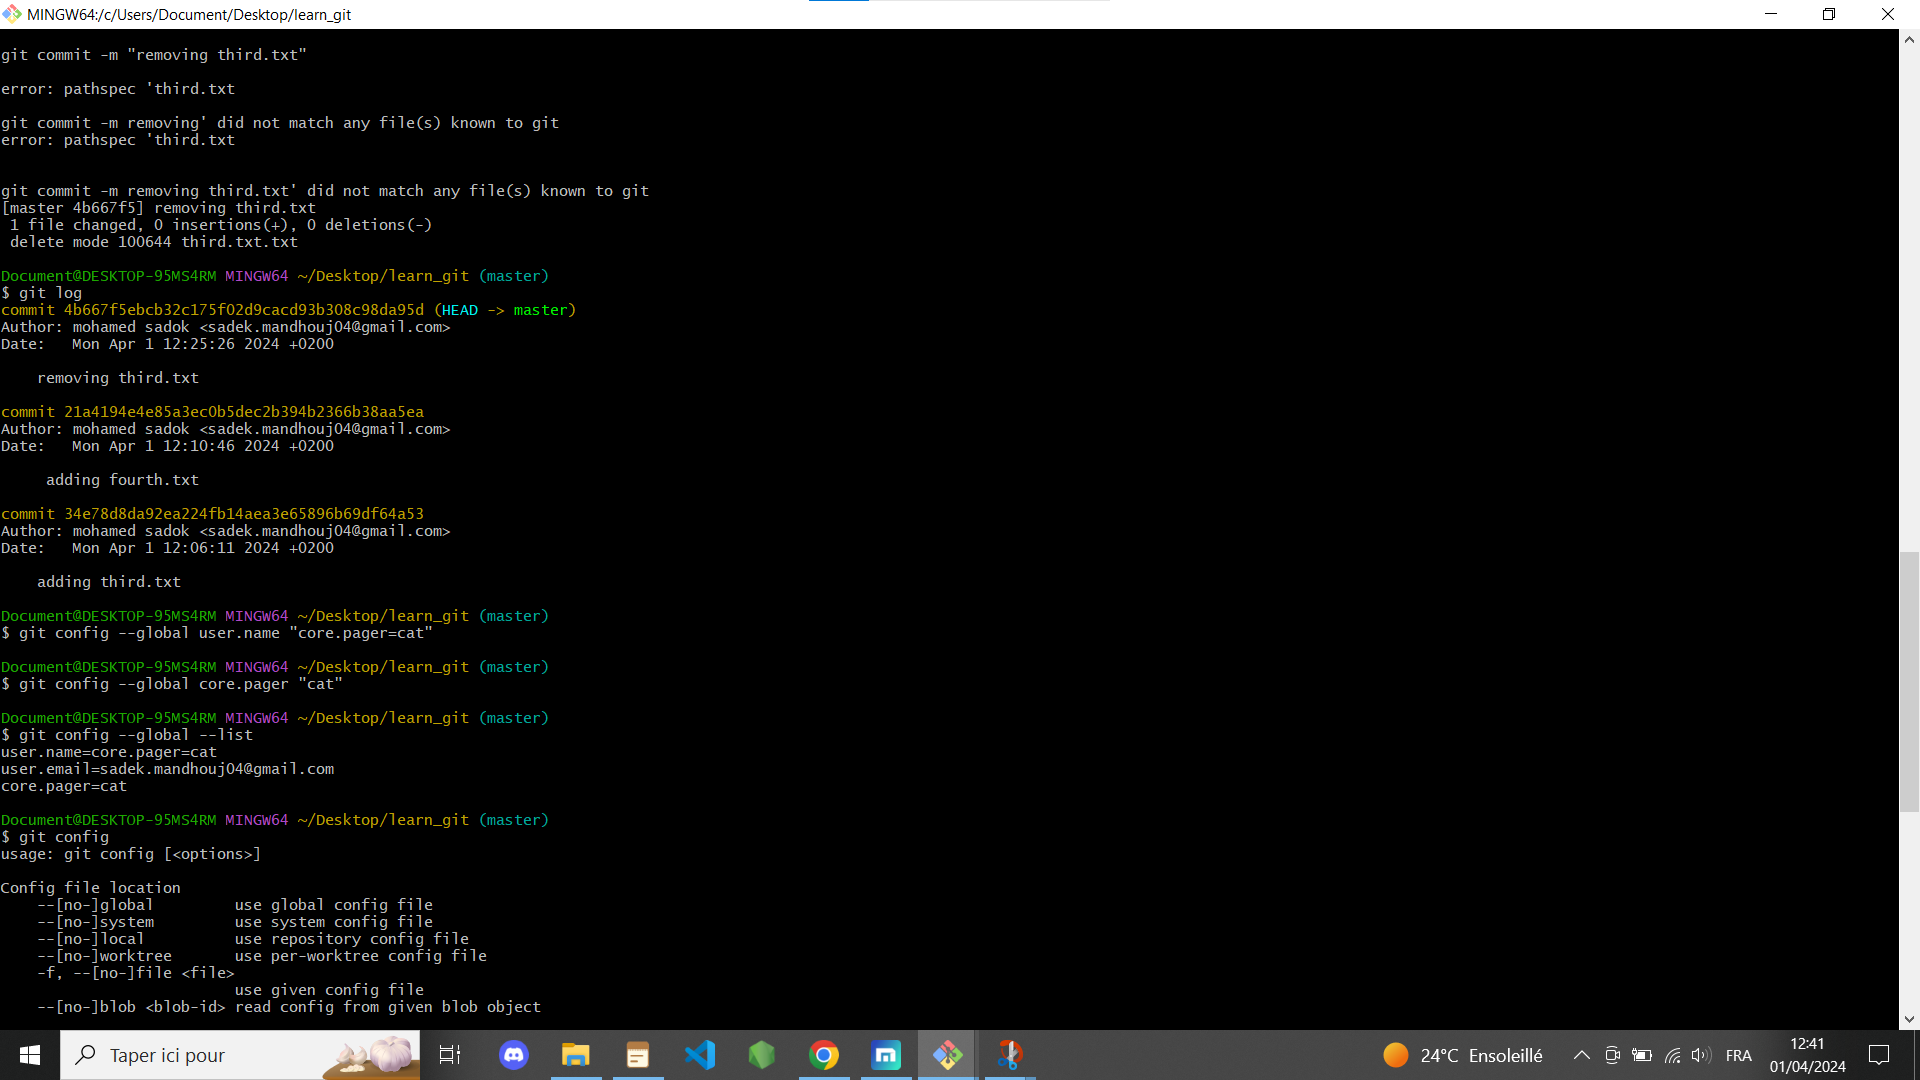 MINGW64:/c/Users/Document/Desktop/learn_git
git commit -m "removing third.txt"
error: pathspec 'third.txt
git commit -m removing' did not match any file(s) known to git
error: pathspec 'third.txt
git commit -m removing third.txt' did not match any file(s) known to git
[master 4b667f5] removing third.txt
 1 file changed, 0 insertions(+), 0 deletions(-)
 delete mode 100644 third.txt.txt
Document@DESKTOP-95MS4RM MINGW64 ~/Desktop/learn_git (master)
$ git log
commit 4b667f5ebcb32c175f02d9cacd93b308c98da95d (HEAD -> master)
Author: mohamed sadok <sadek.mandhouj04@gmail.com>
Date:   Mon Apr 1 12:25:26 2024 +0200
    removing third.txt
commit 21a4194e4e85a3ec0b5dec2b394b2366b38aa5ea
Author: mohamed sadok <sadek.mandhouj04@gmail.com>
Date:   Mon Apr 1 12:10:46 2024 +0200
     adding fourth.txt
commit 34e78d8da92ea224fb14aea3e65896b69df64a53
Author: mohamed sadok <sadek.mandhouj04@gmail.com>
Date:   Mon Apr 1 12:06:11 2024 +0200
    adding third.txt
Document@DESKTOP-95MS4RM MINGW64 ~/Desktop/learn_git (master)
$ git config --global user.name "core.pager=cat"
Document@DESKTOP-95MS4RM MINGW64 ~/Desktop/learn_git (master)
$ git config --global core.pager "cat"
Document@DESKTOP-95MS4RM MINGW64 ~/Desktop/learn_git (master)
$ git config --global --list
user.name=core.pager=cat
user.email=sadek.mandhouj04@gmail.com
core.pager=cat
Document@DESKTOP-95MS4RM MINGW64 ~/Desktop/learn_git (master)
$ git config
usage: git config [<options>]
Config file location
    --[no-]global         use global config file
    --[no-]system         use system config file
    --[no-]local          use repository config file
    --[no-]worktree       use per-worktree config file
    -f, --[no-]file <file>
                          use given config file
    --[no-]blob <blob-id> read config from given blob object
Taper ici pour
24°C Ensoleillé
FRA
12:41
01/04/2024